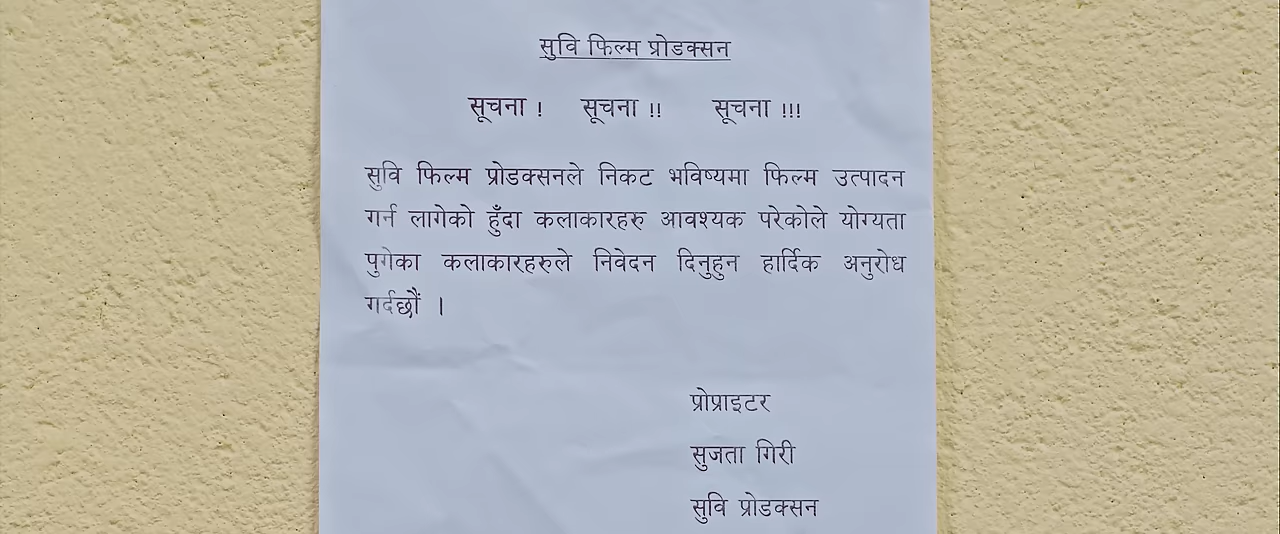 सुवि फिल्म प्रोडक्सन
सूचना ! सूचना !! सूचना !!!
सुवि फिल्म प्रोडक्सनले निकट भविष्यमा फिल्म उत्पादन
गर्न लागेको हुँदा कलाकारहरु आवश्यक परेकोले योग्यता
पुगेका कलाकारहरुले निवेदन दिनुहुन हार्दिक अनुरोध
गर्दछौं ।
प्रोप्राइटर
सुजता गिरी
सुवि प्रोडक्सन